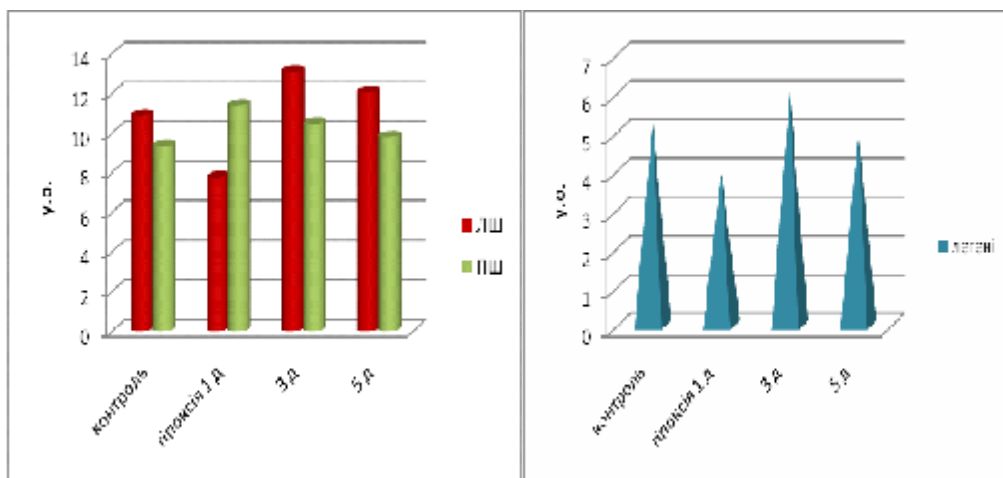 у.о.
14
12
10
8
6
4
2
0
контроль
гіпоксія 1 д
3 д
5 д
ЛШ
ПШ
у.о.
7
6
5
4
3
2
1
0
контроль
гіпоксія 1 д
3 д
5 д
легені